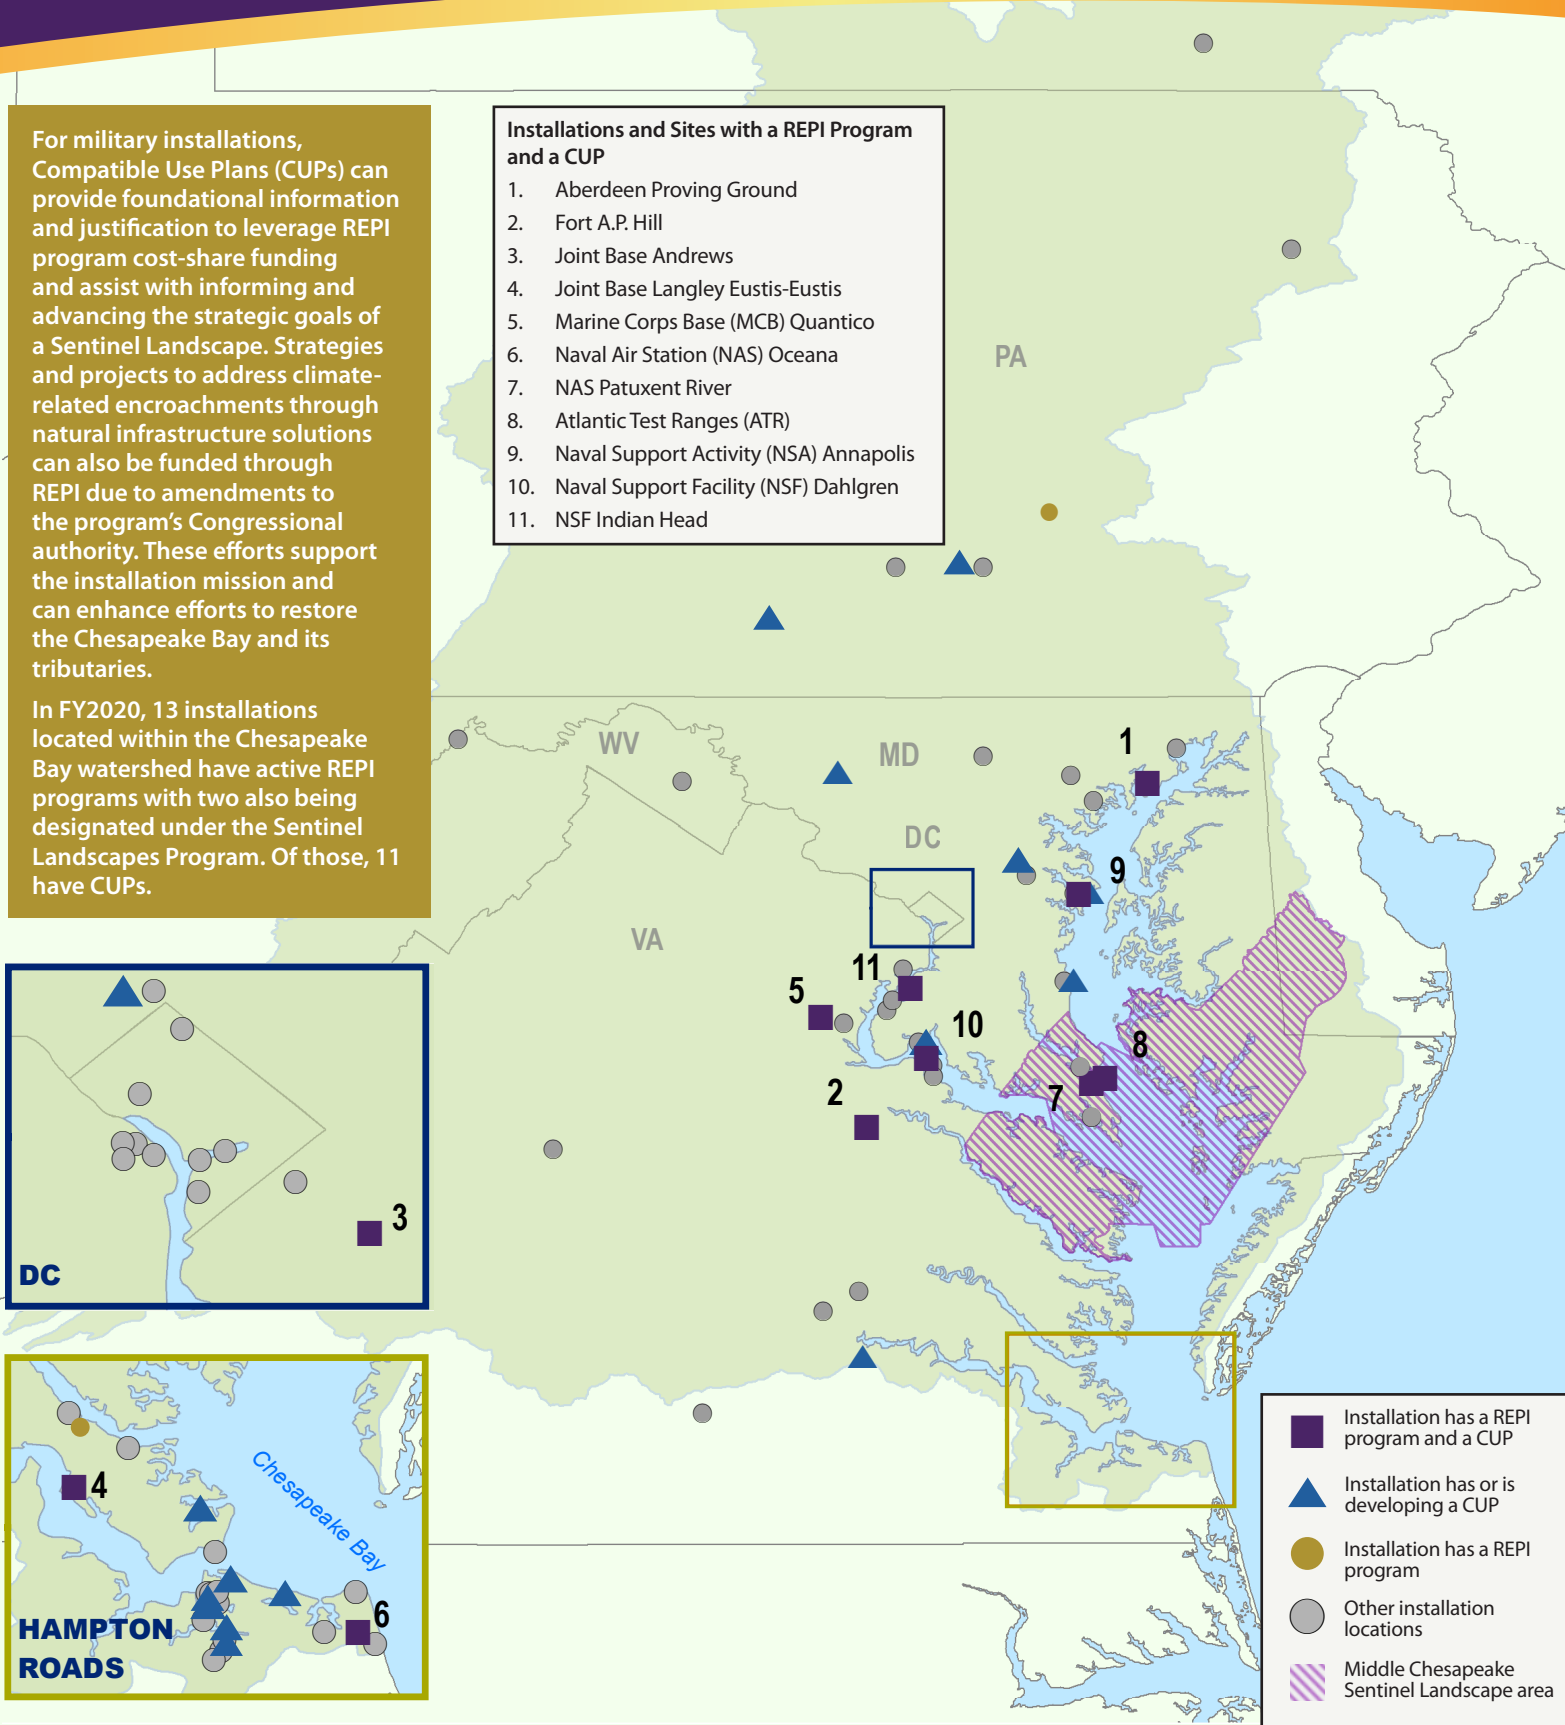 For military installations,
Compatible Use Plans (CUPs) can
provide foundational information
and justification to leverage REPI
program cost-share funding
and assist with informing and
advancing the strategic goals of
a Sentinel Landscape. Strategies
and projects to address climate-
related encroachments through
natural infrastructure solutions
can also be funded through
REPI due to amendments to
the program's Congressional
authority. These efforts support
the installation mission and
can enhance efforts to restore
the Chesapeake Bay and its
tributaries.
In FY2020, 13 installations
located within the Chesapeake
Bay watershed have active REPI
programs with two also being
designated under the Sentinel
Landscapes Program. Of those, 11
have CUPs.
Installations and Sites with a REPI Program
and a CUP
1. Aberdeen Proving Ground
2. Fort A.P. Hill
3. Joint Base Andrews
4. Joint Base Langley Eustis-Eustis
5. Marine Corps Base (MCB) Quantico
6. Naval Air Station (NAS) Oceana
7. NAS Patuxent River
8. Atlantic Test Ranges (ATR)
9. Naval Support Activity (NSA) Annapolis
10. Naval Support Facility (NSF) Dahlgren
11. NSF Indian Head
PA
WV
MD
1
DC
9
VA
11
5
10
8
2
7
3
DC
Chesapeake Bay
4
6
HAMPTON
ROADS
Installation has a REPI
program and a CUP
Installation has or is
developing a CUP
Installation has a REPI
program
Other installation
locations
Middle Chesapeake
Sentinel Landscape area